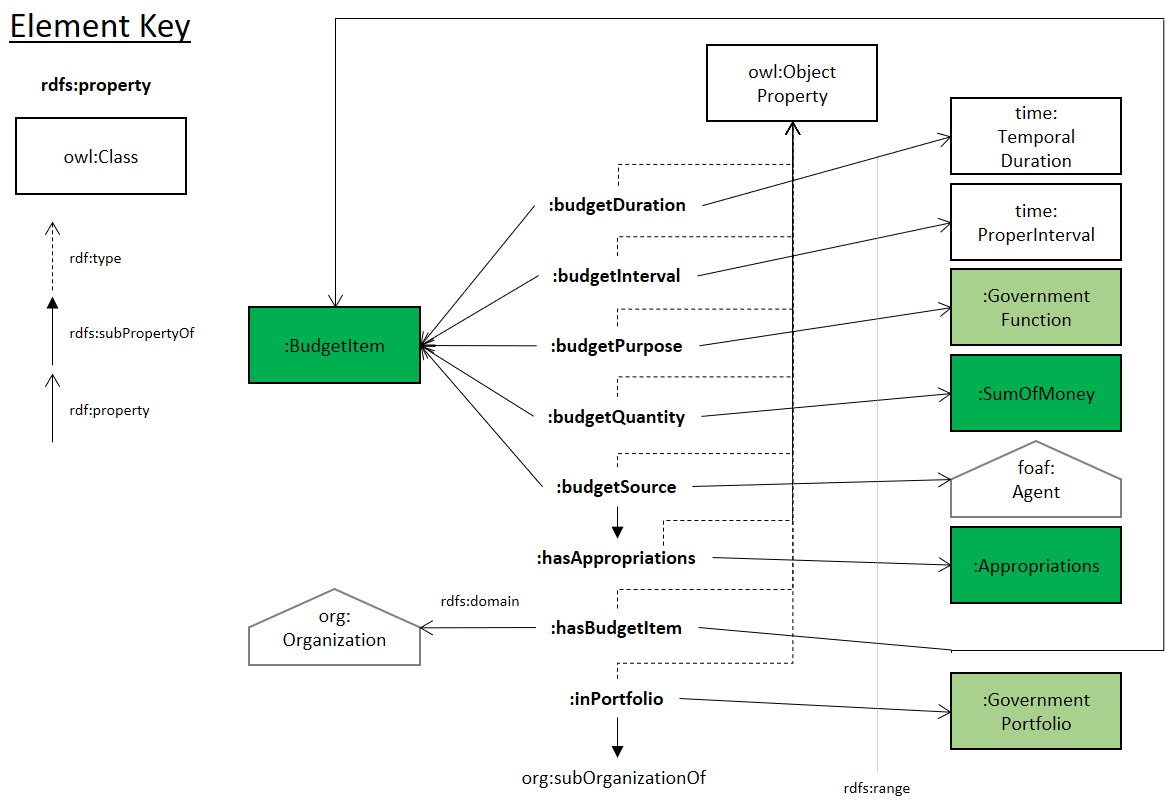 Element Key
rdfs:property
owl:Class
rdf:type
rdfs:subPropertyOf
rdf:property
owl:Object
Property
:BudgetItem
org:
Organization
rdfs:domain
:budgetDuration
:budgetInterval
:budgetPurpose
:budgetQuantity
:budgetSource
:hasAppropriations
:hasBudgetItem
:inPortfolio
org:subOrganizationOf
time:
Temporal
Duration
time:
ProperInterval
:Government
Function
:SumOfMoney
foaf:
Agent
:Appropriations
:Government
Portfolio
rdfs:range